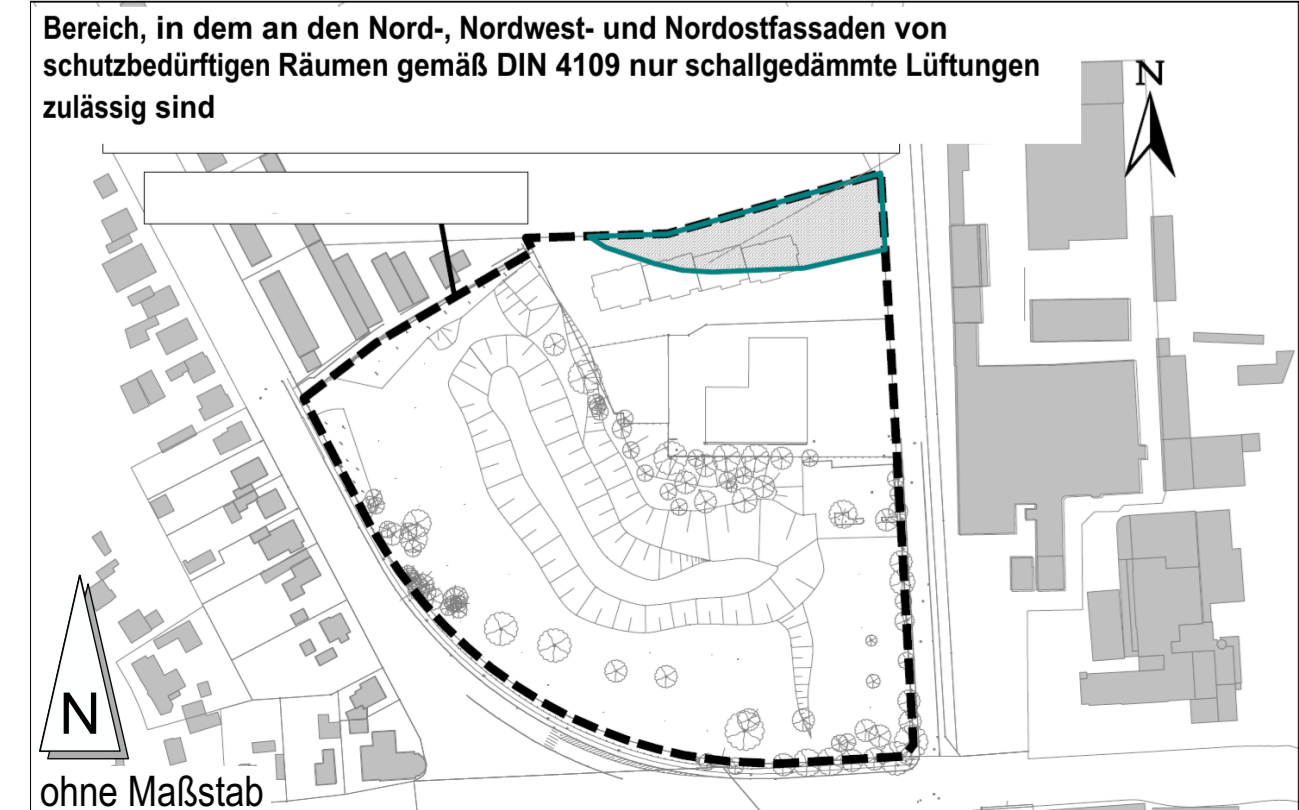 Bereich, in dem an den Nord-, Nordwest- und Nordostfassaden von
schutzbedürftigen Räumen gemäß DIN 4109 nur schallgedämmte Lüftungen
zulässig sind
N
N
ohne Maßstab